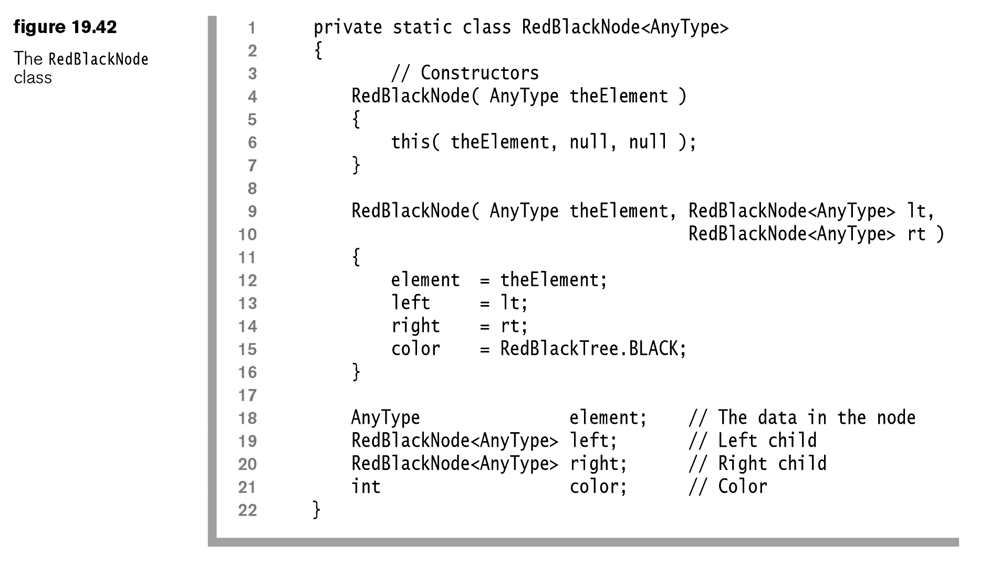 figure 19.42
The RedBlackNode
class
1 private static class RedBlackNode<AnyType>
2 {
3 // Constructors
4 RedBlackNode( AnyType theElement )
5 {
6 this( theElement, null, null );
7 }
8
9 RedBlackNode( AnyType theElement, RedBlackNode<AnyType> lt,
10 RedBlackNode<AnyType> rt )
11 {
12 element = theElement;
13 left = lt;
14 right = rt;
15 color = RedBlackTree.BLACK;
16 }
17
18 AnyType element; // The data in the node
19 RedBlackNode<AnyType> left; // Left child
20 RedBlackNode<AnyType> right; // Right child
21 int color; // Color
22 }